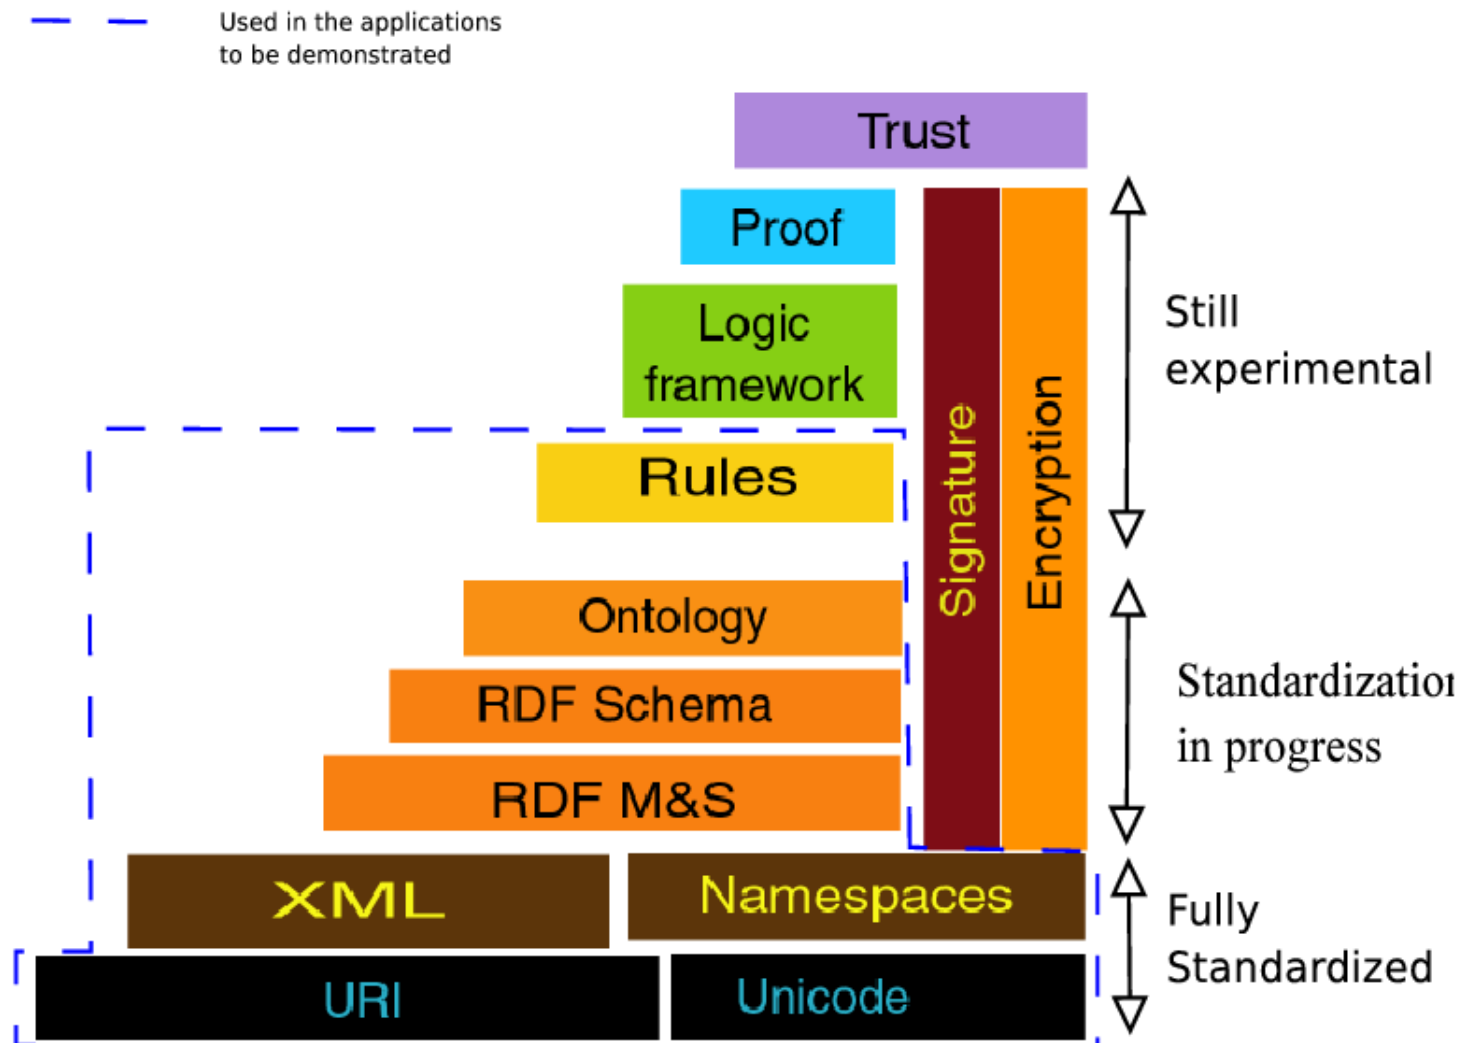 Used in the applications
to be demonstrated
Trust
Proof
Logic
framework
Still
experimental
Rules
Signature
Encryption
Ontology
RDF Schema
RDF M&S
Standardization
in progress
XML
Namespaces
Fully
Standardized
URI
Unicode